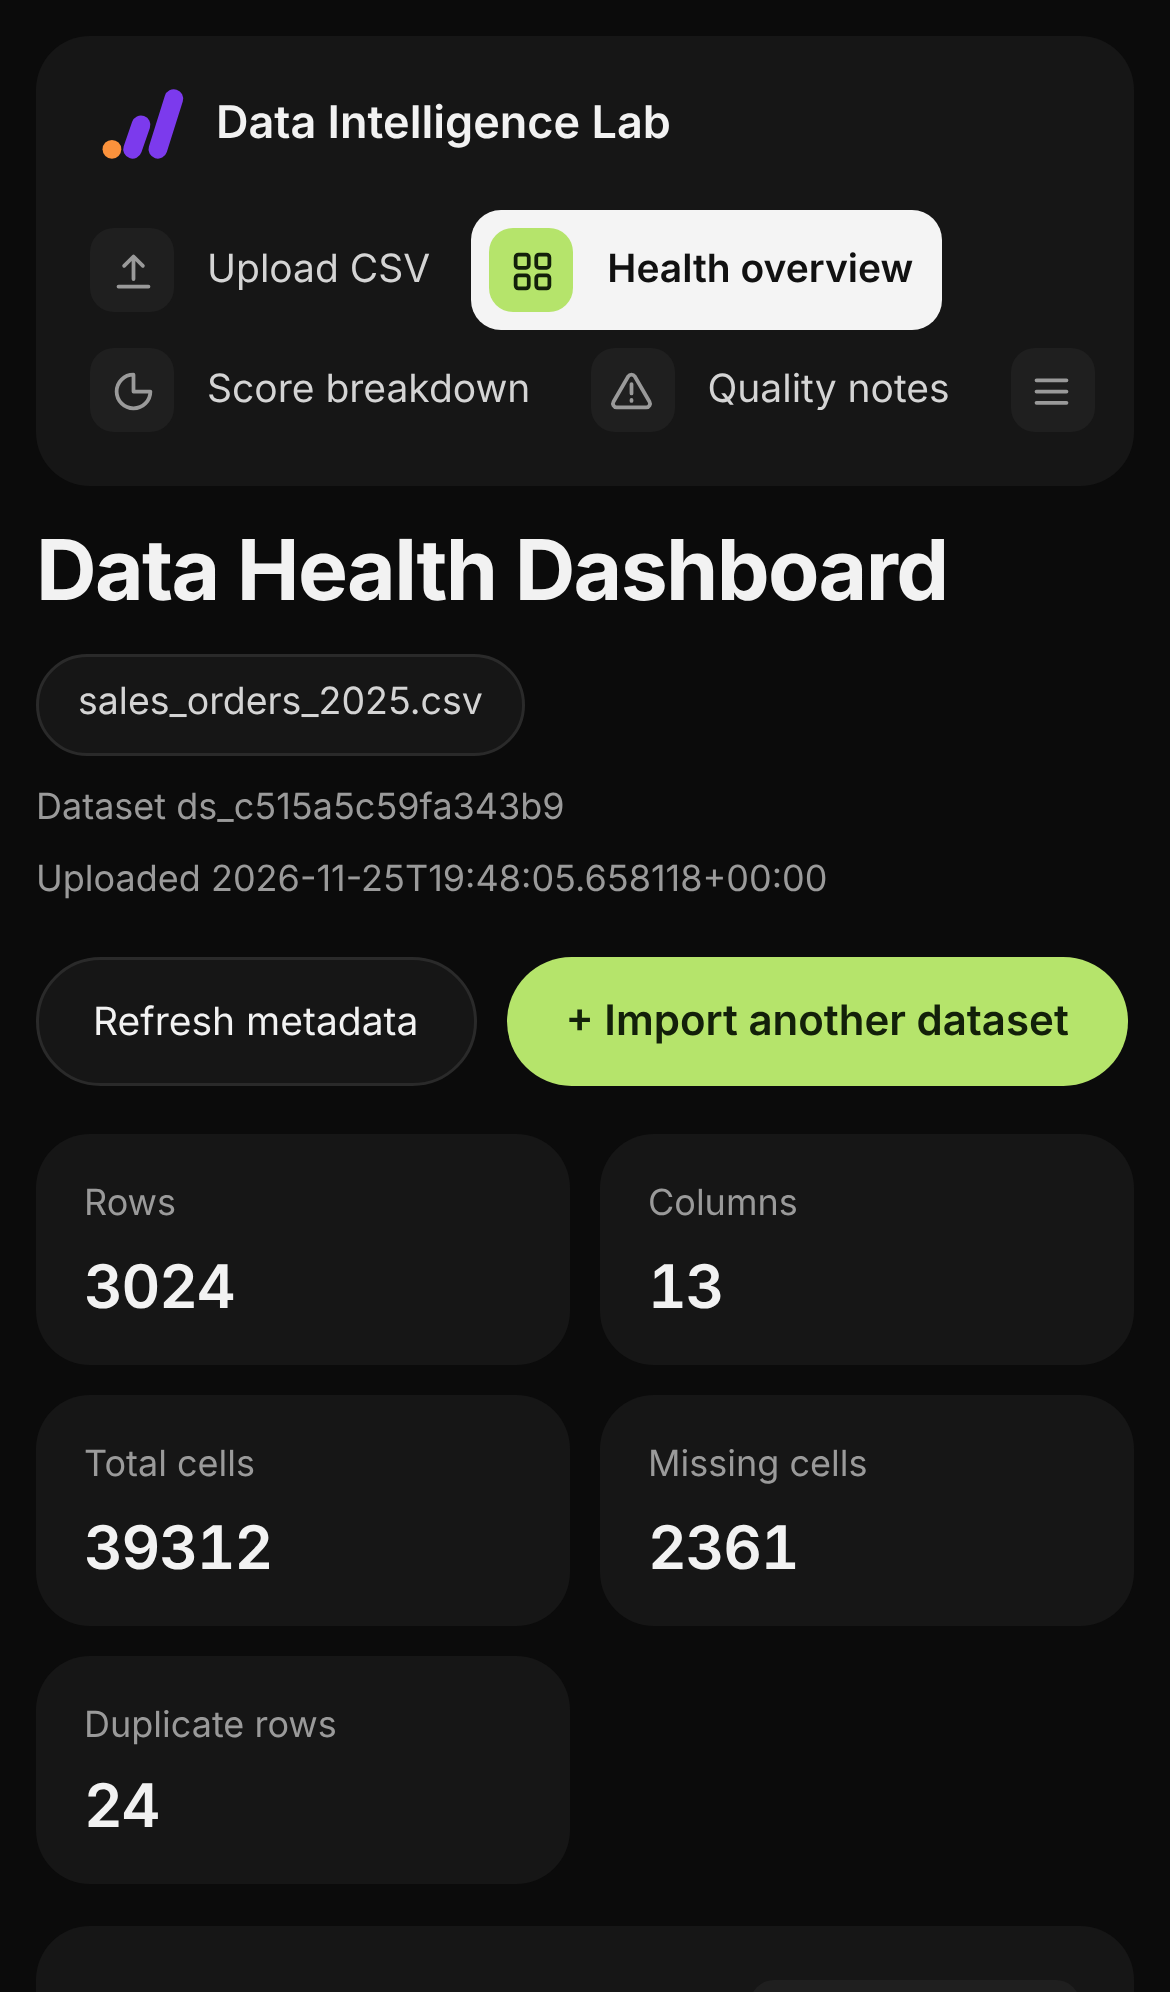 Data Intelligence Lab
Upload CSV
Health overview
Score breakdown
Quality notes
Data Health Dashboard
sales_orders_2025.csv
Dataset ds_c515a5c59fa343b9
Uploaded 2026-11-25T19:48:05.658118+00:00
Refresh metadata
+ Import another dataset
Rows
3024
Columns
13
Total cells
39312
Missing cells
2361
Duplicate rows
24